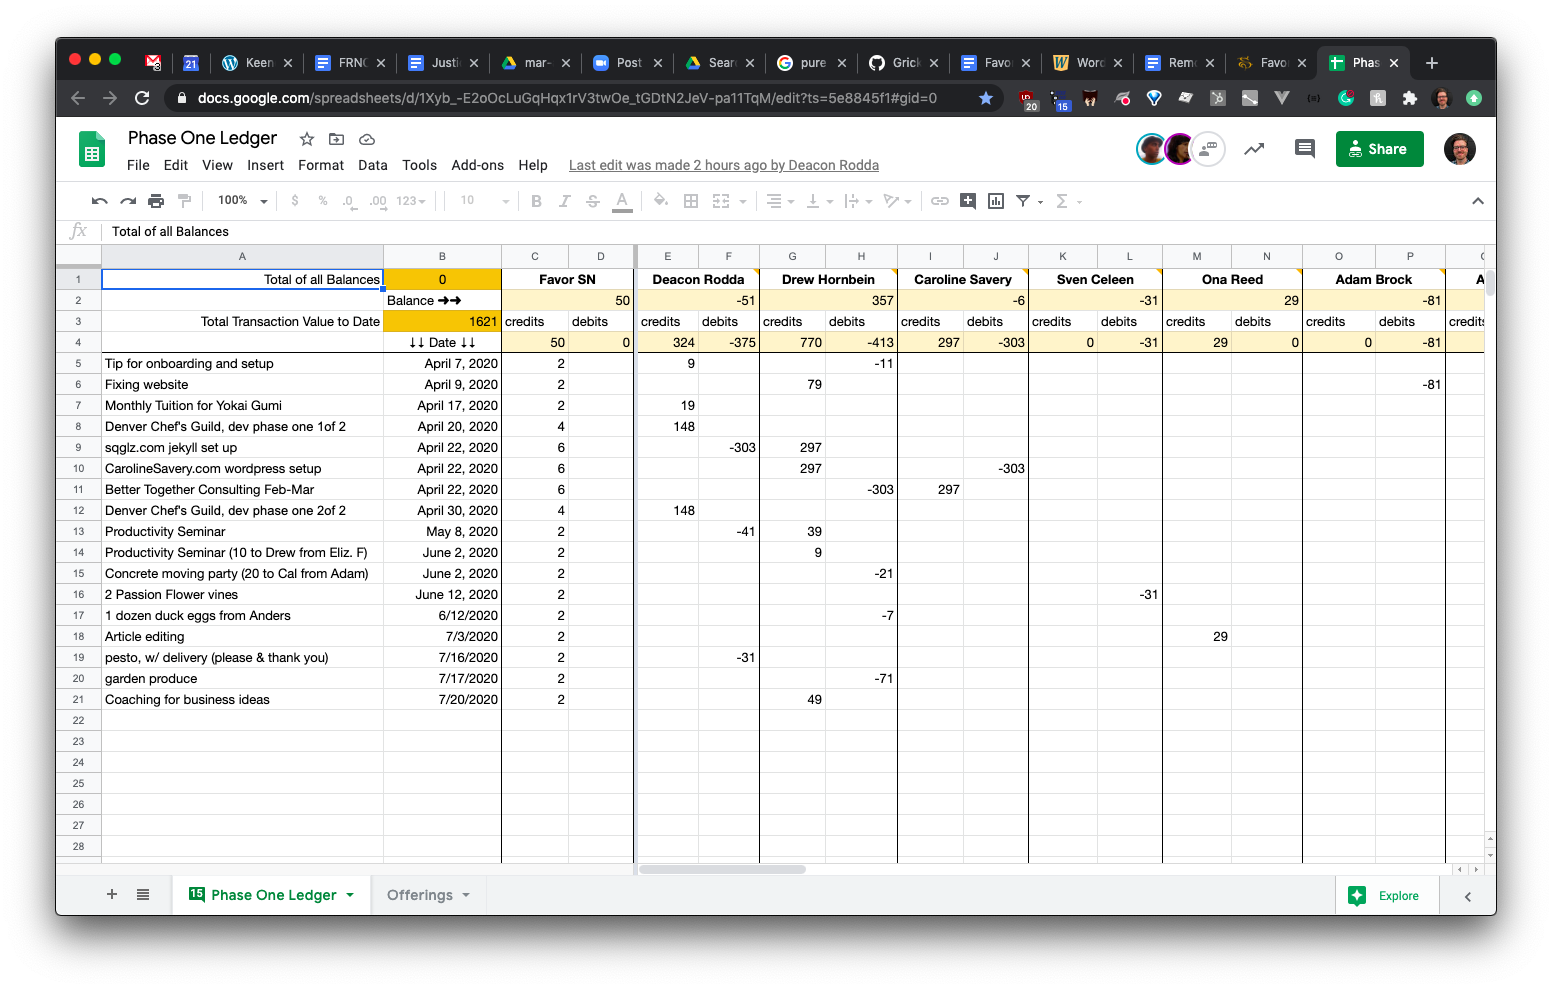 21 Keen FRNC Justi mar- Post Sear pure Grick Favo Word Rem Favo Phas
docs.google.com/spreadsheets/d/1Xyb_-E2oOcLuGqHqx1rV3twOe_tGDtN2JeV-pa11TqM/edit?ts=5e8845f1#gid=0 20 15
Phase One Ledger
File Edit View Insert Format Data Tools Add-ons Help Last edit was made 2 hours ago by Deacon Rodda
Share
100% $ % .0 .00 123 10 B I S A Σ
fx Total of all Balances
A B C D E F G H I J K L M N O P
1 Total of all Balances 0 Favor SN Deacon Rodda Drew Hornbein Caroline Savery Sven Celeen Ona Reed Adam Brock A
2 Balance ➜➜ 50 -51 357 -6 -31 29 -81
3 Total Transaction Value to Date 1621 credits debits credits debits credits debits credits debits credits debits credits debits credits debits credits
4 ↓↓ Date ↓↓ 50 0 324 -375 770 -413 297 -303 0 -31 29 0 0 -81
5 Tip for onboarding and setup April 7, 2020 2 9 -11
6 Fixing website April 9, 2020 2 79 -81
7 Monthly Tuition for Yokai Gumi April 17, 2020 2 19
8 Denver Chef's Guild, dev phase one 1of 2 April 20, 2020 4 148
9 sqglz.com jekyll set up April 22, 2020 6 -303 297
10 CarolineSavery.com wordpress setup April 22, 2020 6 297 -303
11 Better Together Consulting Feb-Mar April 22, 2020 6 -303 297
12 Denver Chef's Guild, dev phase one 2of 2 April 30, 2020 4 148
13 Productivity Seminar May 8, 2020 2 -41 39
14 Productivity Seminar (10 to Drew from Eliz. F) June 2, 2020 2 9
15 Concrete moving party (20 to Cal from Adam) June 2, 2020 2 -21
16 2 Passion Flower vines June 12, 2020 2 -31
17 1 dozen duck eggs from Anders 6/12/2020 2 -7
18 Article editing 7/3/2020 2 29
19 pesto, w/ delivery (please & thank you) 7/16/2020 2 -31
20 garden produce 7/17/2020 2 -71
21 Coaching for business ideas 7/20/2020 2 49
22
23
24
25
26
27
28
15 Phase One Ledger Offerings Explore